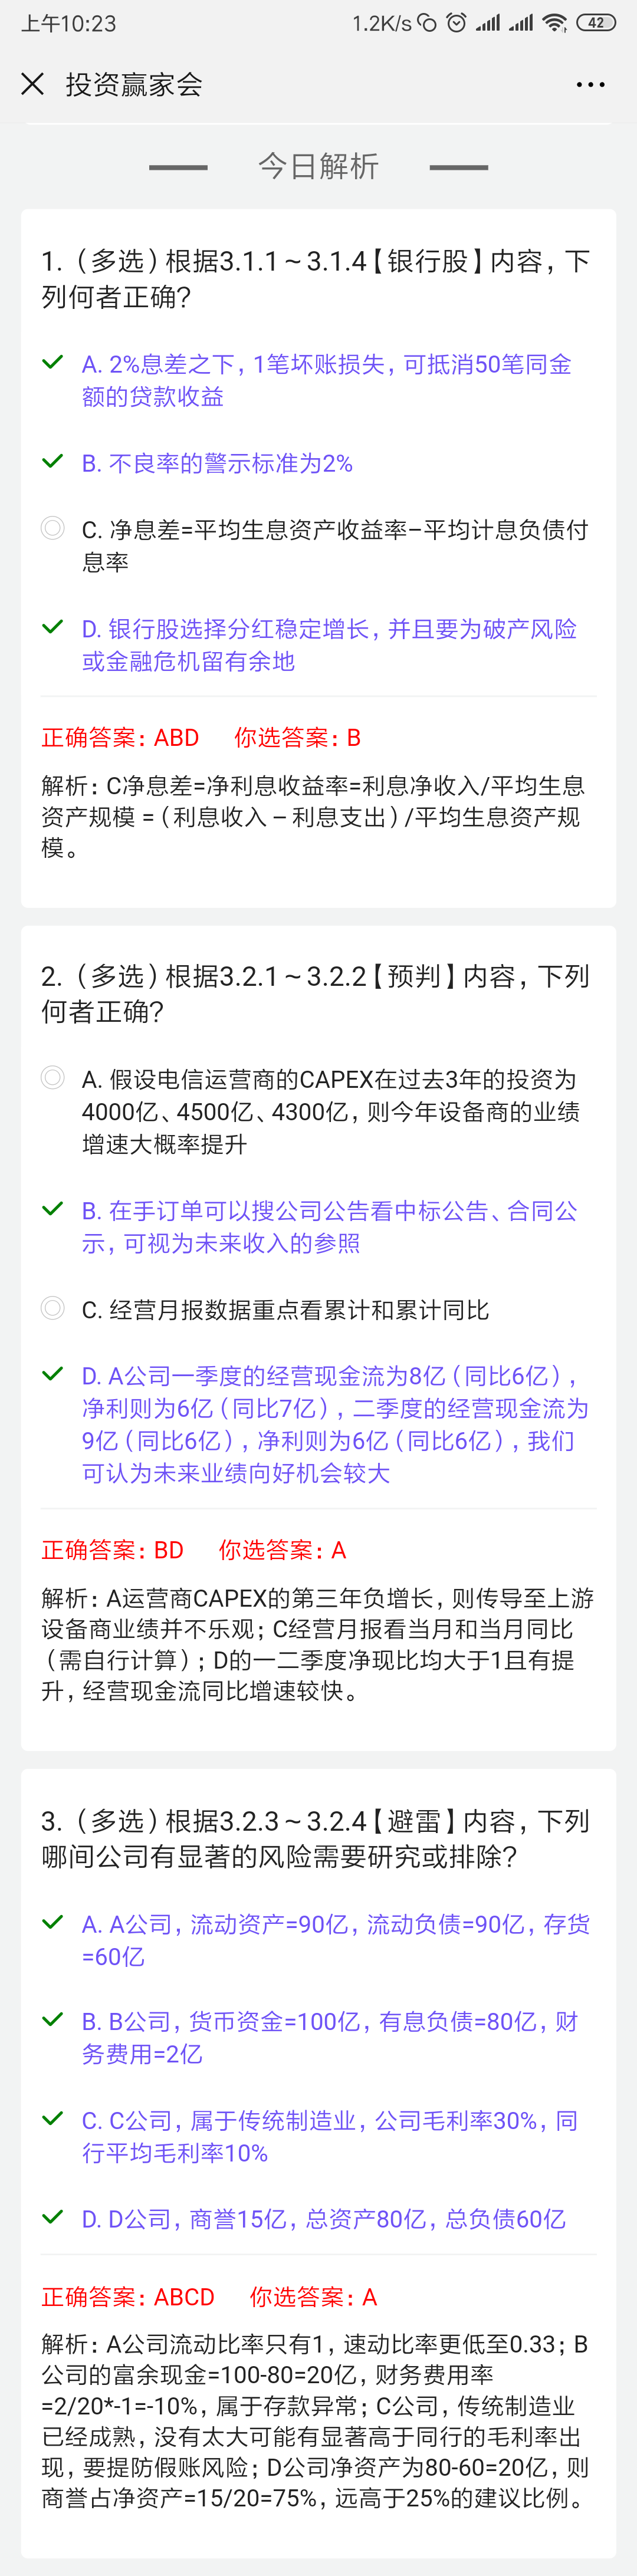 上午10:23
1.2K/s
42
投资赢家会
今日解析
1.（多选）根据3.1.1～3.1.4【银行股】内容，下
列何者正确?
A. 2%息差之下，1笔坏账损失，可抵消50笔同金
额的贷款收益
B. 不良率的警示标准为2%
C. 净息差=平均生息资产收益率–平均计息负债付
息率
D. 银行股选择分红稳定增长，并且要为破产风险
或金融危机留有余地
正确答案：ABD 你选答案：B
解析：C净息差=净利息收益率=利息净收入/平均生息
资产规模 =（利息收入 – 利息支出）/平均生息资产规
模。
2.（多选）根据3.2.1～3.2.2【预判】内容，下列
何者正确?
A. 假设电信运营商的CAPEX在过去3年的投资为
4000亿、4500亿、4300亿，则今年设备商的业绩
增速大概率提升
B. 在手订单可以搜公司公告看中标公告、合同公
示，可视为未来收入的参照
C. 经营月报数据重点看累计和累计同比
D. A公司一季度的经营现金流为8亿（同比6亿），
净利则为6亿（同比7亿），二季度的经营现金流为
9亿（同比6亿），净利则为6亿（同比6亿），我们
可认为未来业绩向好机会较大
正确答案：BD 你选答案：A
解析：A运营商CAPEX的第三年负增长，则传导至上游
设备商业绩并不乐观；C经营月报看当月和当月同比
（需自行计算）；D的一二季度净现比均大于1且有提
升，经营现金流同比增速较快。
3.（多选）根据3.2.3～3.2.4【避雷】内容，下列
哪间公司有显著的风险需要研究或排除?
A. A公司，流动资产=90亿，流动负债=90亿，存货
=60亿
B. B公司，货币资金=100亿，有息负债=80亿，财
务费用=2亿
C. C公司，属于传统制造业，公司毛利率30%，同
行平均毛利率10%
D. D公司，商誉15亿，总资产80亿，总负债60亿
正确答案：ABCD 你选答案：A
解析：A公司流动比率只有1，速动比率更低至0.33；B
公司的富余现金=100-80=20亿，财务费用率
=2/20*-1=-10%，属于存款异常；C公司，传统制造业
已经成熟，没有太大可能有显著高于同行的毛利率出
现，要提防假账风险；D公司净资产为80-60=20亿，则
商誉占净资产=15/20=75%，远高于25%的建议比例。